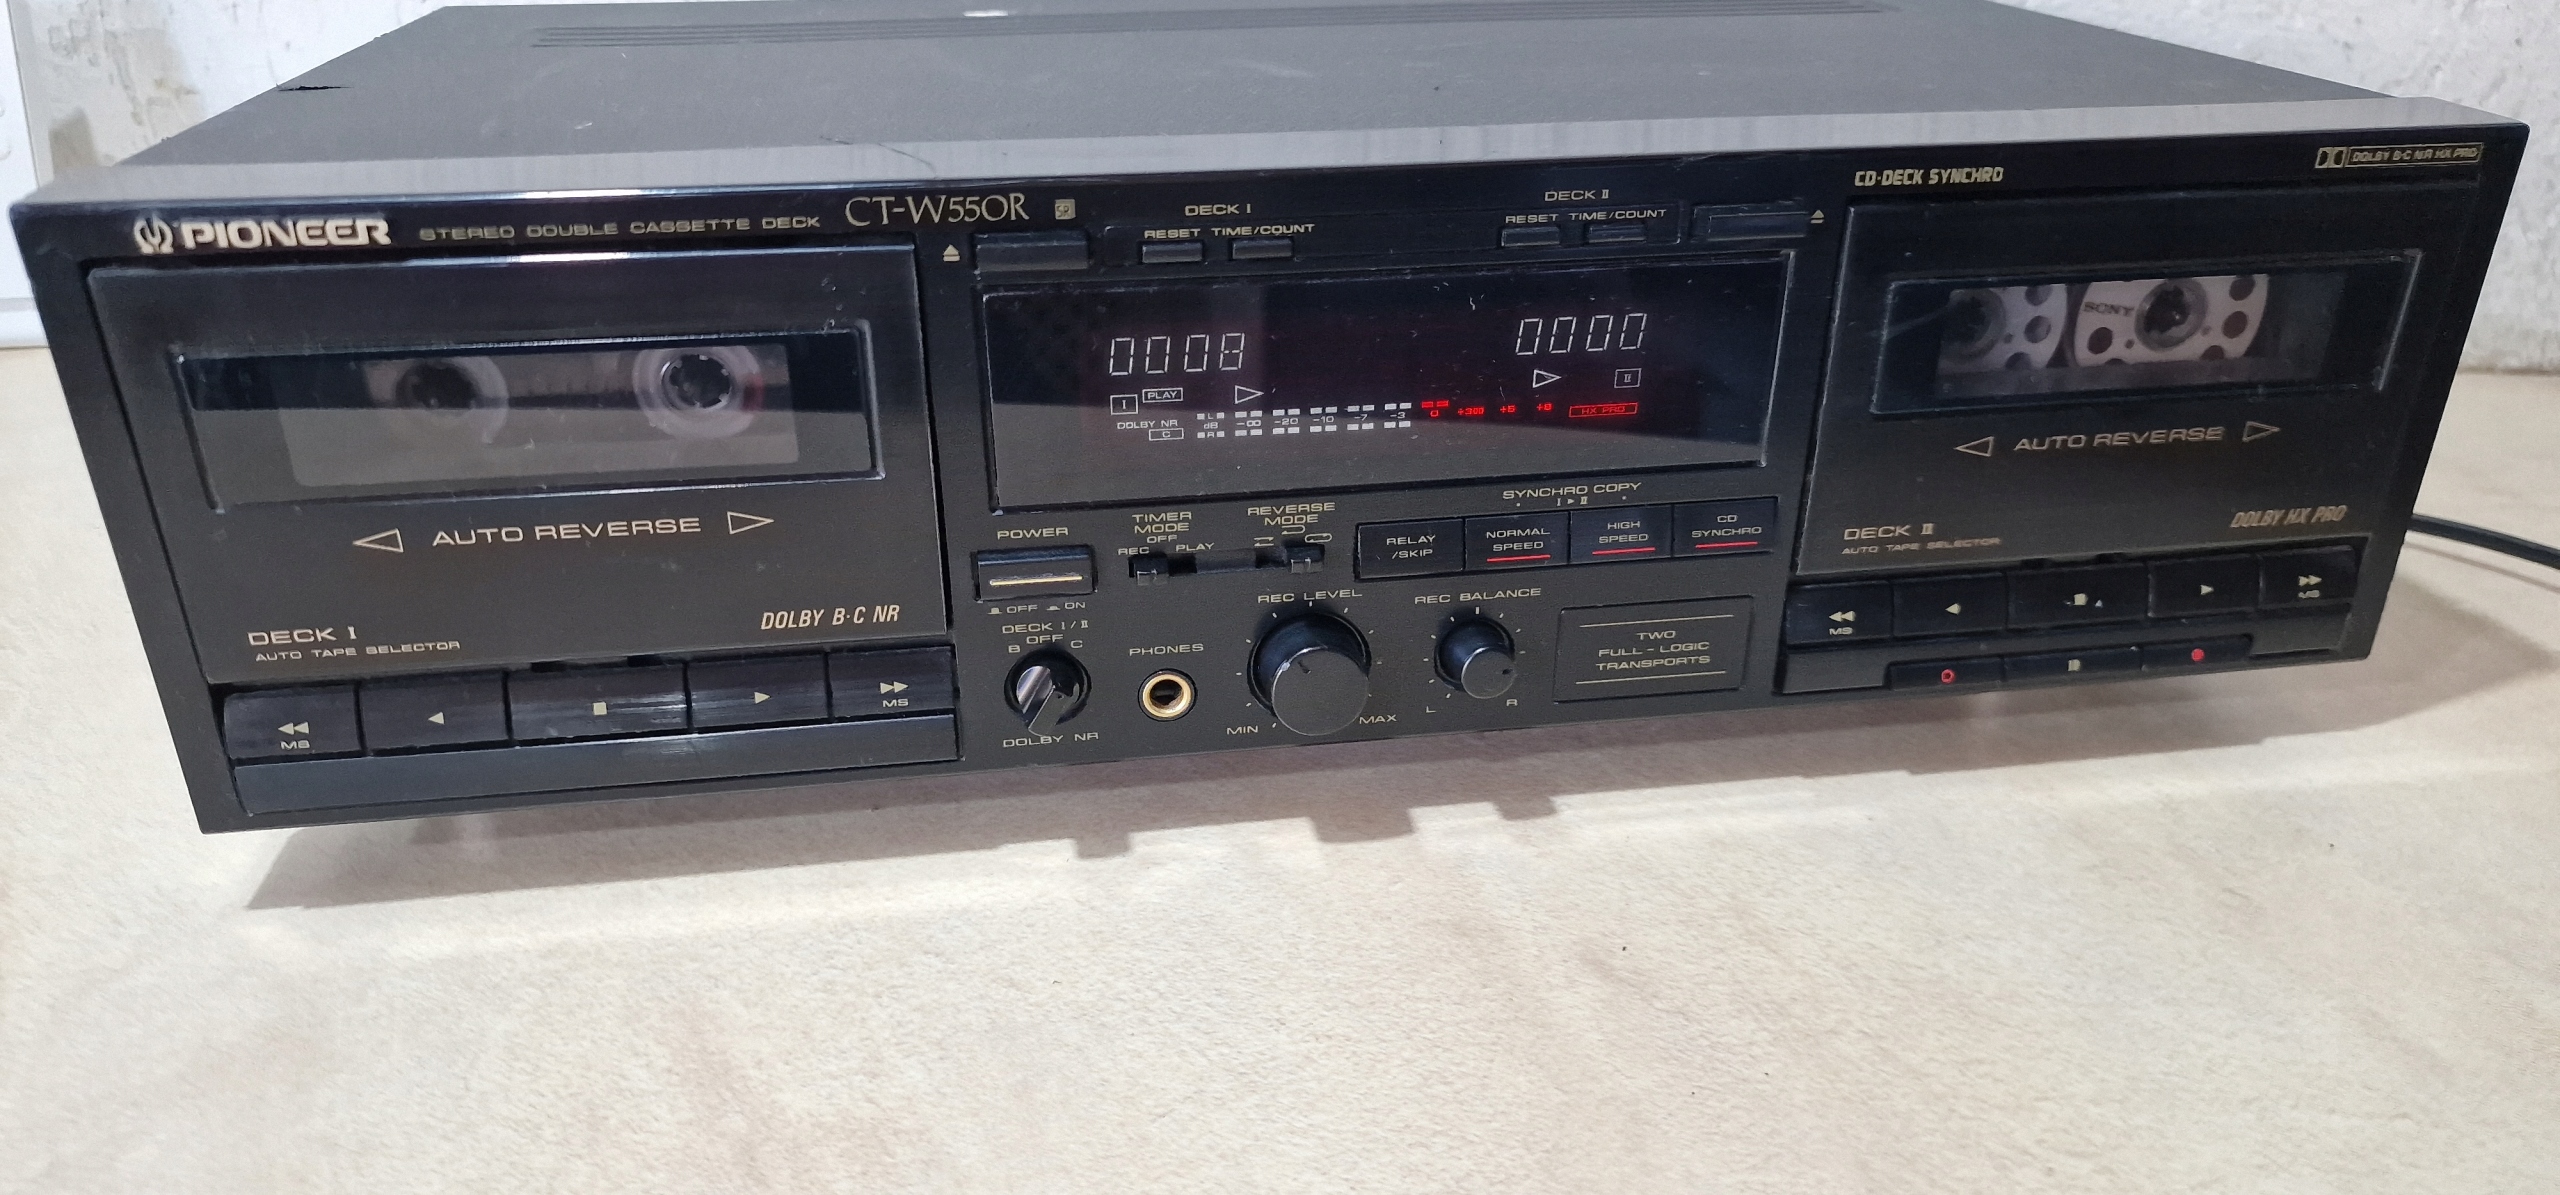 PIONEER STEREO DOUBLE CASSETTE DECK CT-W550R SR
DECK I
RESET TIME/COUNT
DECK II
RESET TIME/COUNT
CD·DECK SYNCHRO
DOLBY B·C NR HX PRO
0008
0000
I PLAY
II
DOLBY NR
C
L
dB -20 -10 -7 -3 0
R
HX PRO
SONY
AUTO REVERSE
DECK I
AUTO TAPE SELECTOR
DOLBY B·C NR
MS
MS
POWER
OFF ON
TIMER MODE
OFF
REC PLAY
REVERSE MODE
SYNCHRO COPY
I ▶ II
RELAY /SKIP
NORMAL SPEED
HIGH SPEED
CD SYNCHRO
DECK I/II
OFF
B C
DOLBY NR
PHONES
REC LEVEL
MIN MAX
REC BALANCE
L R
TWO
FULL-LOGIC
TRANSPORTS
AUTO REVERSE
DECK II
AUTO TAPE SELECTOR
DOLBY HX PRO
MS
MS